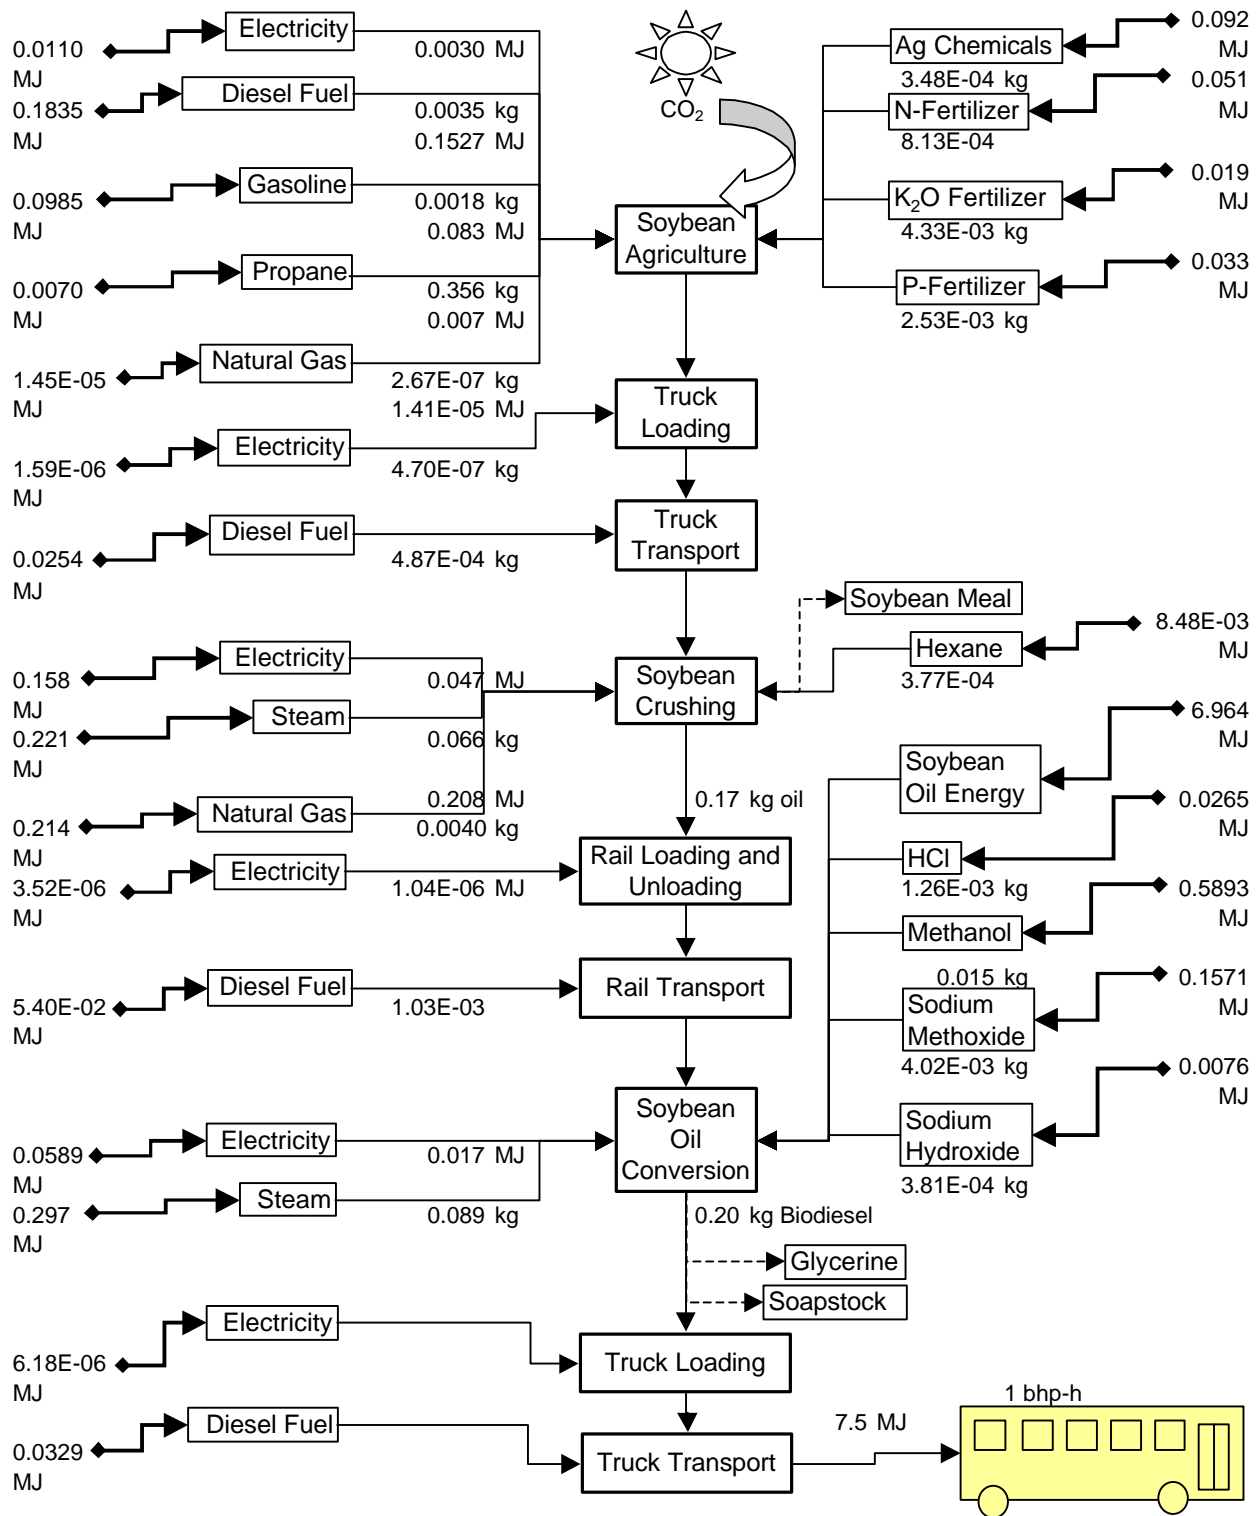 0.0110
MJ
Electricity
0.0030 MJ
0.1835
MJ
Diesel Fuel
0.0035 kg
0.1527 MJ
0.0985
MJ
Gasoline
0.0018 kg
0.083 MJ
0.0070
MJ
Propane
0.356 kg
0.007 MJ
1.45E-05
MJ
Natural Gas
2.67E-07 kg
1.41E-05 MJ
CO2
Soybean
Agriculture
Ag Chemicals
3.48E-04 kg
0.092
MJ
N-Fertilizer
8.13E-04
0.051
MJ
K2O Fertilizer
4.33E-03 kg
0.019
MJ
P-Fertilizer
2.53E-03 kg
0.033
MJ
1.59E-06
MJ
Electricity
4.70E-07 kg
Truck
Loading
0.0254
MJ
Diesel Fuel
4.87E-04 kg
Truck
Transport
Soybean Meal
0.158
MJ
Electricity
0.047 MJ
0.221
MJ
Steam
0.066 kg
0.214
MJ
Natural Gas
0.208 MJ
0.0040 kg
Soybean
Crushing
Hexane
3.77E-04
8.48E-03
MJ
0.17 kg oil
3.52E-06
MJ
Electricity
1.04E-06 MJ
Rail Loading and
Unloading
5.40E-02
MJ
Diesel Fuel
1.03E-03
Rail Transport
Soybean
Oil Energy
6.964
MJ
HCl
1.26E-03 kg
0.0265
MJ
Methanol
0.015 kg
0.5893
MJ
Sodium
Methoxide
4.02E-03 kg
0.1571
MJ
Sodium
Hydroxide
3.81E-04 kg
0.0076
MJ
0.0589
MJ
Electricity
0.017 MJ
0.297
MJ
Steam
0.089 kg
Soybean
Oil
Conversion
0.20 kg Biodiesel
Glycerine
Soapstock
6.18E-06
MJ
Electricity
Truck Loading
0.0329
MJ
Diesel Fuel
Truck Transport
7.5 MJ
1 bhp-h